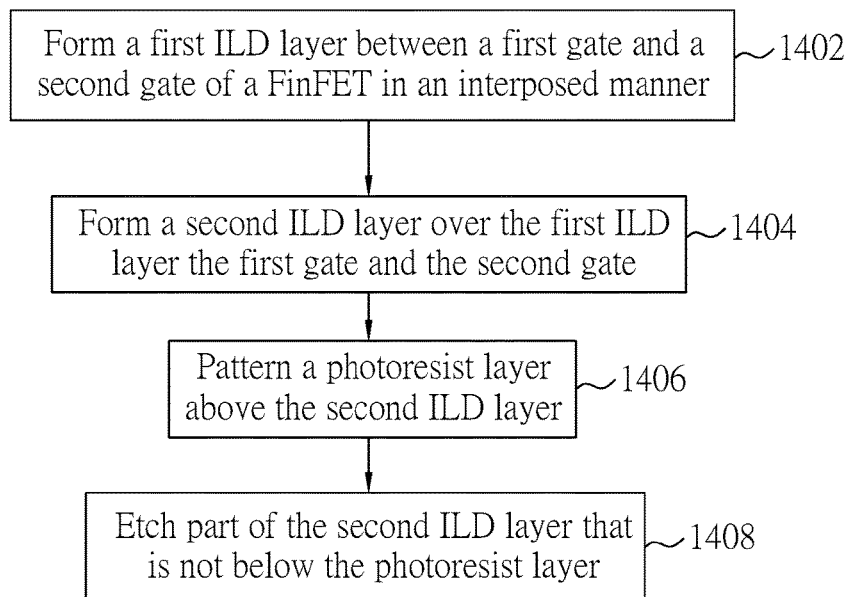 Form a first ILD layer between a first gate and a
second gate of a FinFET in an interposed manner
1402
Form a second ILD layer over the first ILD
layer the first gate and the second gate
1404
Pattern a photoresist layer
above the second ILD layer
1406
Etch part of the second ILD layer that
is not below the photoresist layer
1408